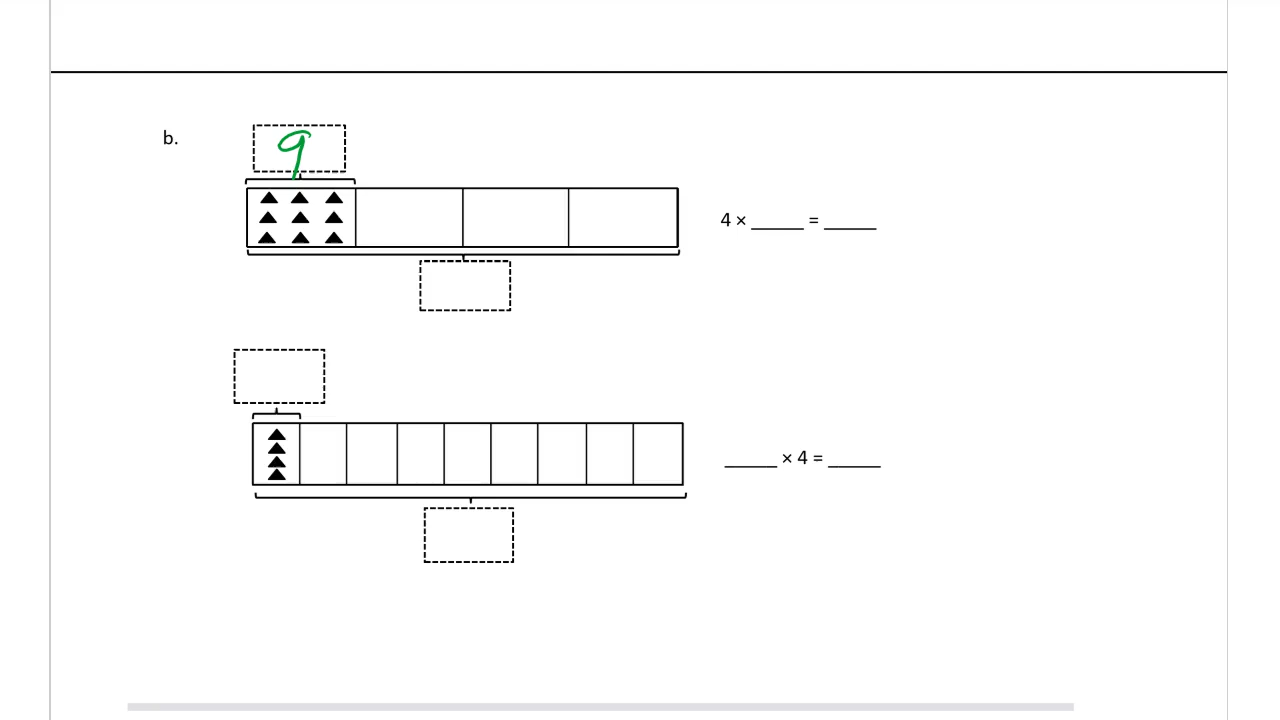 b.
9
4 × _____ = _____
_____ × 4 = _____